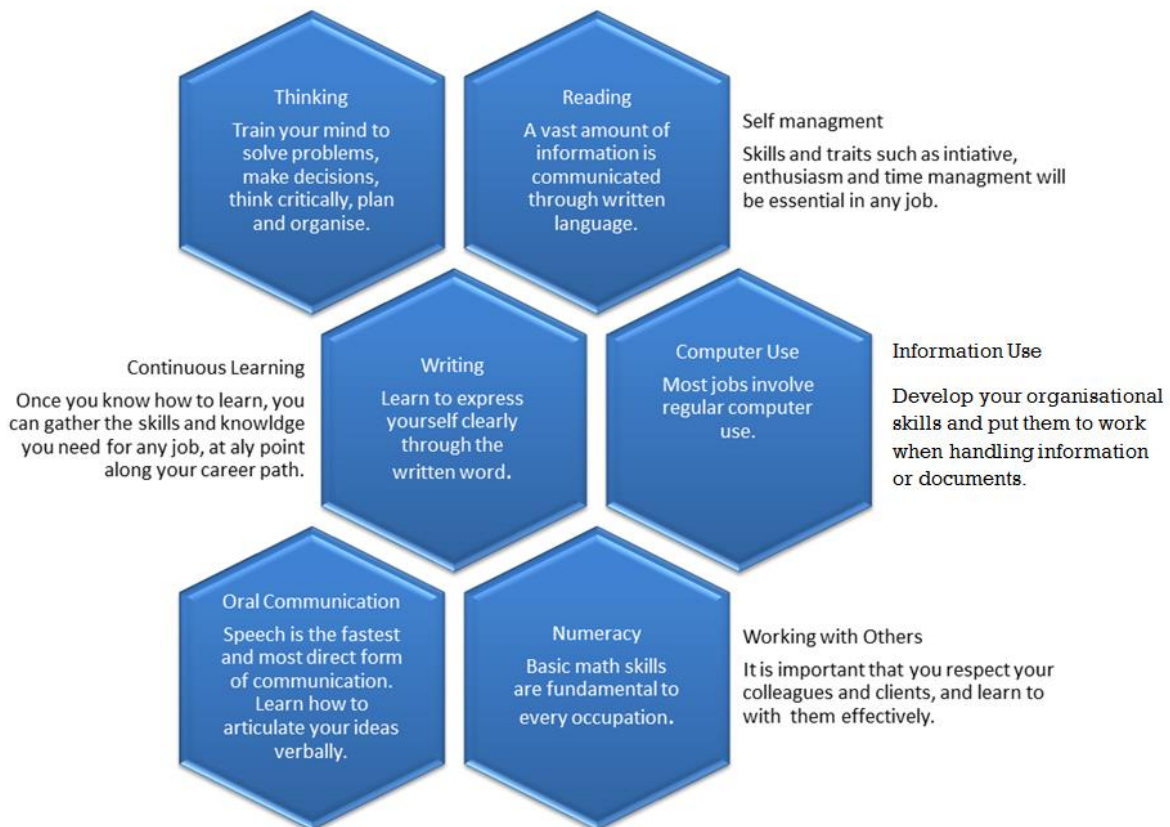 Thinking
Train your mind to
solve problems,
make decisions,
think critically, plan
and organise.
Reading
A vast amount of
information is
communicated
through written
language.
Self managment
Skills and traits such as intiative,
enthusiasm and time managment will
be essential in any job.
Continuous Learning
Once you know how to learn, you
can gather the skills and knowldge
you need for any job, at aly point
along your career path.
Writing
Learn to express
yourself clearly
through the
written word.
Computer Use
Most jobs involve
regular computer
use.
Information Use
Develop your organisational
skills and put them to work
when handling information
or documents.
Oral Communication
Speech is the fastest
and most direct form
of communication.
Learn how to
articulate your ideas
verbally.
Numeracy
Basic math skills
are fundamental to
every occupation.
Working with Others
It is important that you respect your
colleagues and clients, and learn to
with them effectively.